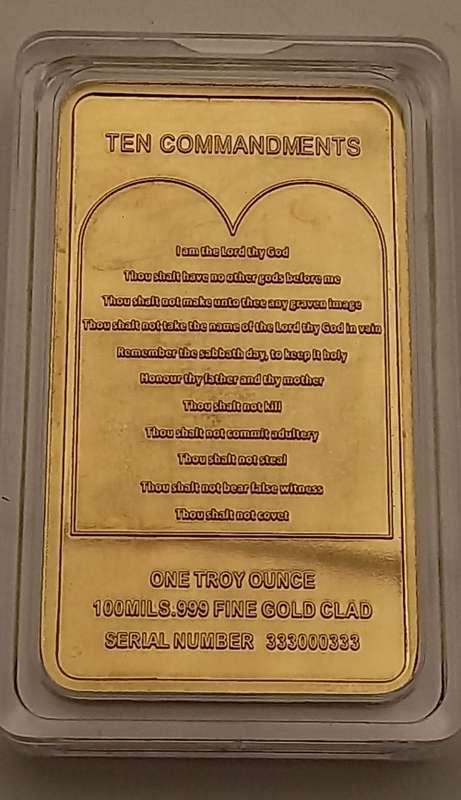 TEN COMMANDMENTS
I am the Lord thy God
Thou shalt have no other gods before me
Thou shalt not make unto thee any graven image
Thou shalt not take the name of the Lord thy God in vain
Remember the sabbath day, to keep it holy
Honour thy father and thy mother
Thou shalt not kill
Thou shalt not commit adultery
Thou shalt not steal
Thou shalt not bear false witness
Thou shalt not covet
ONE TROY OUNCE
100MILS.999 FINE GOLD CLAD
SERIAL NUMBER 333000333